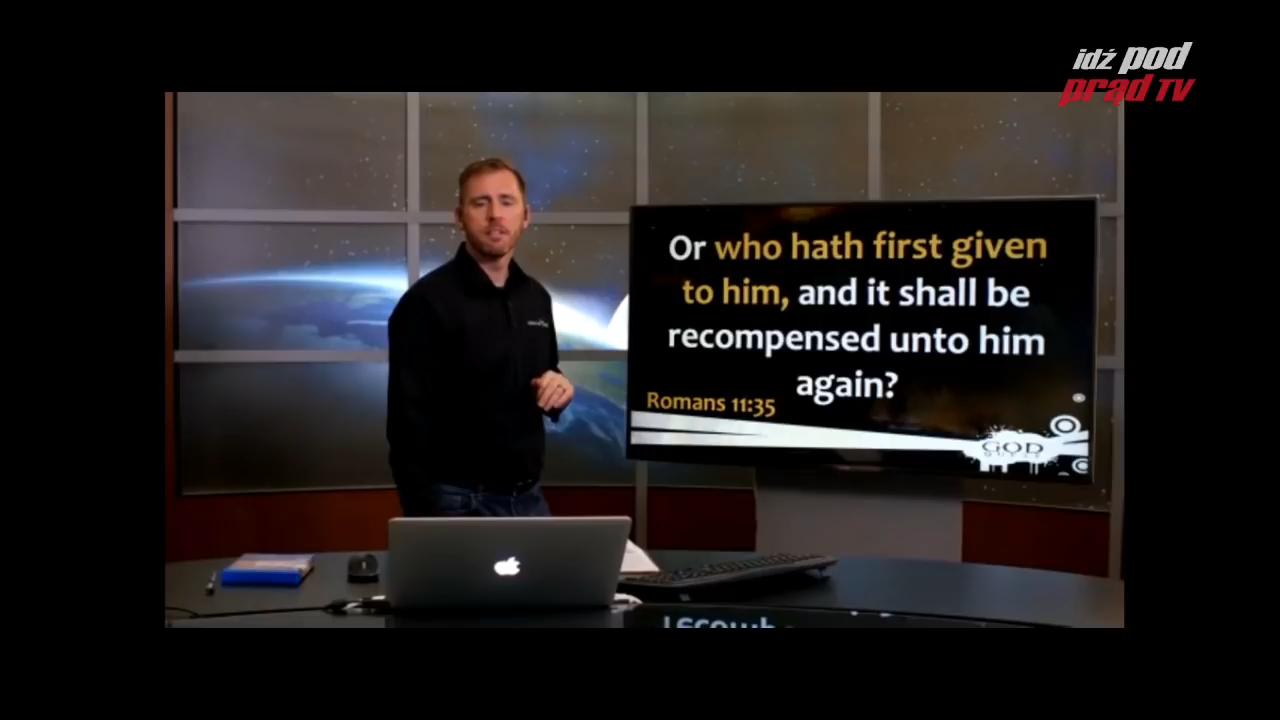 idź pod
prąd TV
Or who hath first given
to him, and it shall be
recompensed unto him
again?
Romans 11:35
GOD